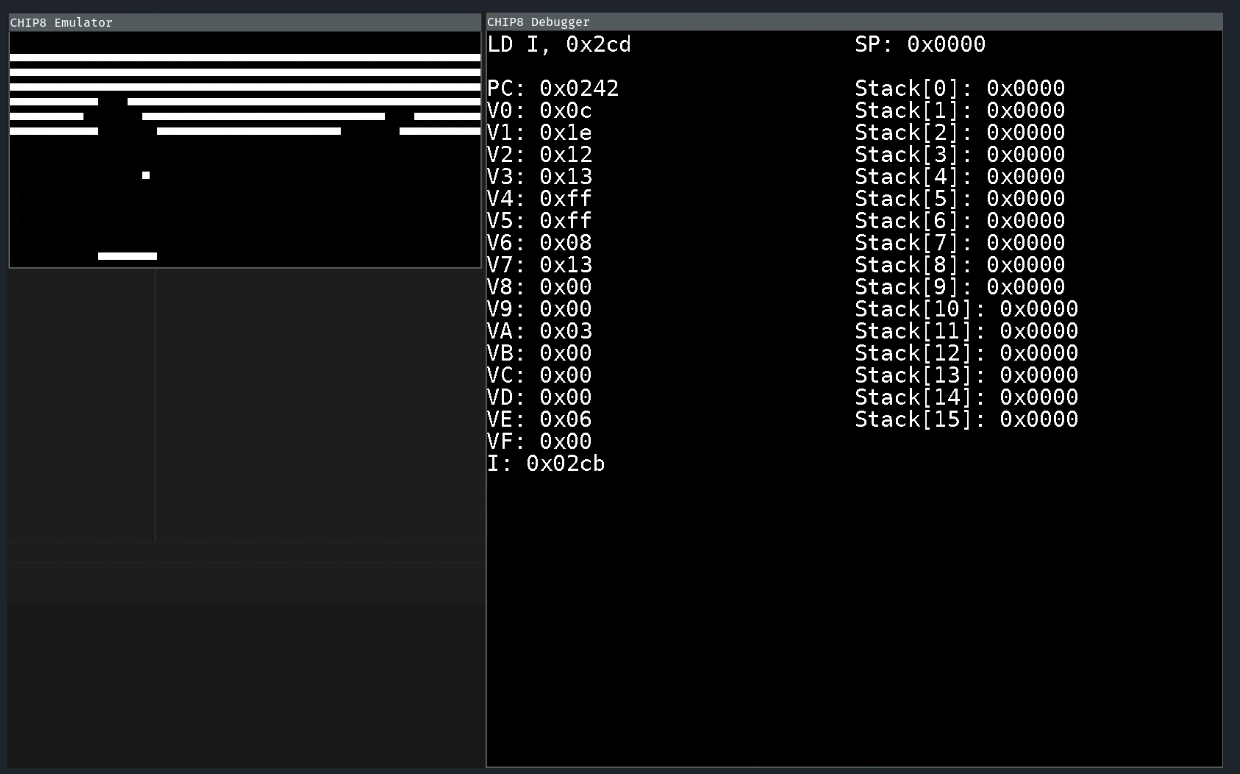 CHIP8 Emulator
CHIP8 Debugger
LD I, 0x2cd
SP: 0x0000
PC: 0x0242
V0: 0x0c
V1: 0x1e
V2: 0x12
V3: 0x13
V4: 0xff
V5: 0xff
V6: 0x08
V7: 0x13
V8: 0x00
V9: 0x00
VA: 0x03
VB: 0x00
VC: 0x00
VD: 0x00
VE: 0x06
VF: 0x00
I: 0x02cb
Stack[0]: 0x0000
Stack[1]: 0x0000
Stack[2]: 0x0000
Stack[3]: 0x0000
Stack[4]: 0x0000
Stack[5]: 0x0000
Stack[6]: 0x0000
Stack[7]: 0x0000
Stack[8]: 0x0000
Stack[9]: 0x0000
Stack[10]: 0x0000
Stack[11]: 0x0000
Stack[12]: 0x0000
Stack[13]: 0x0000
Stack[14]: 0x0000
Stack[15]: 0x0000